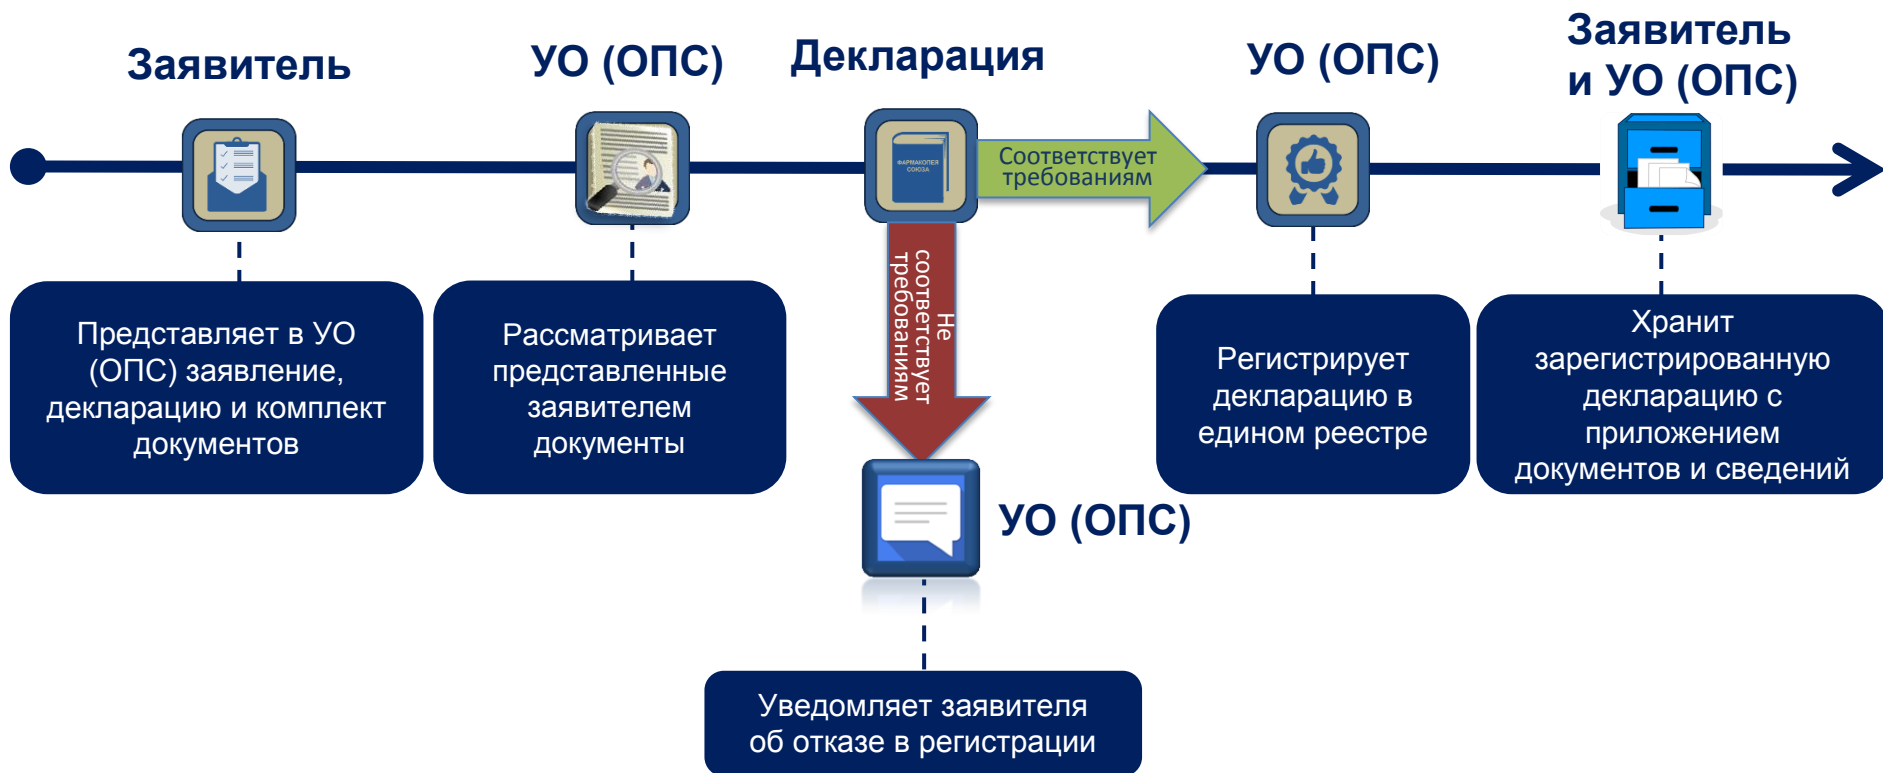 Заявитель
УО (ОПС)
Декларация
УО (ОПС)
Заявитель
и УО (ОПС)
ФАРМАКОПЕЯ
СОЮЗА
Соответствует
требованиям
Не
соответствует
требованиям
Представляет в УО
(ОПС) заявление,
декларацию и комплект
документов
Рассматривает
представленные
заявителем
документы
Регистрирует
декларацию в
едином реестре
Хранит
зарегистрированную
декларацию с
приложением
документов и сведений
УО (ОПС)
Уведомляет заявителя
об отказе в регистрации